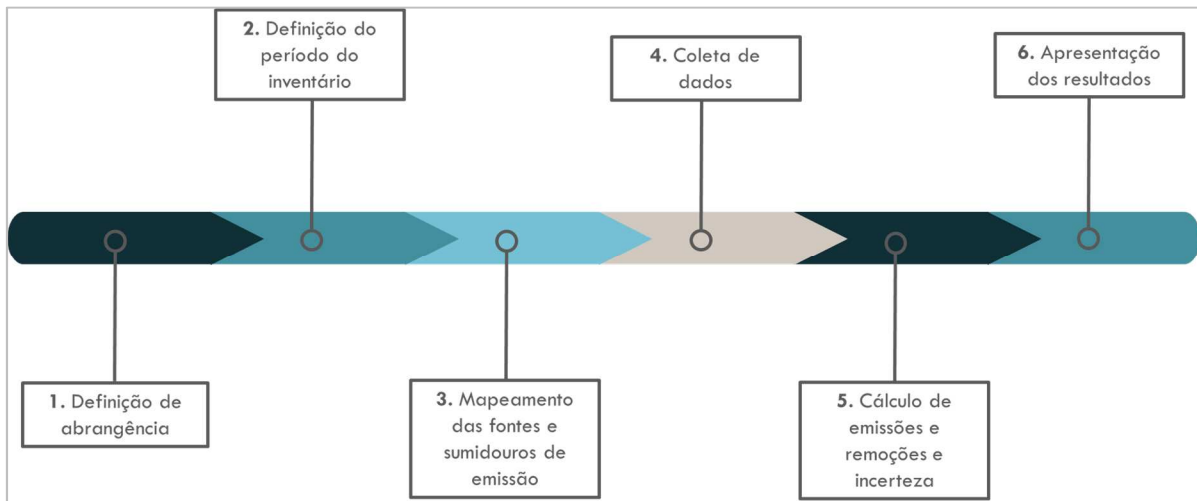 1. Definição de
abrangência
2. Definição do
período do
inventário
3. Mapeamento
das fontes e
sumidouros de
emissão
4. Coleta de
dados
5. Cálculo de
emissões e
remoções e
incerteza
6. Apresentação
dos resultados